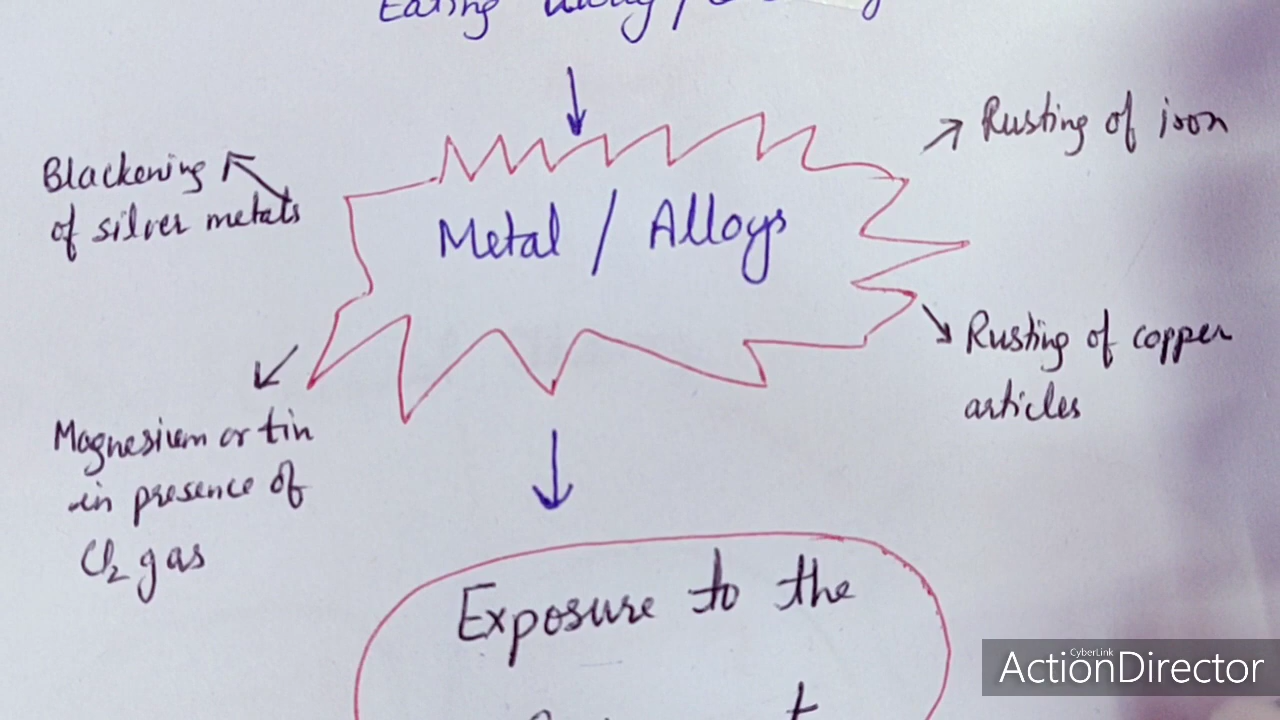 Eating
Metal / Alloys
Blackening
of silver metals
Rusting of iron
Rusting of copper
articles
Magnesium or tin
in presence of
Cl2 gas
Exposure to the
CyberLink
ActionDirector